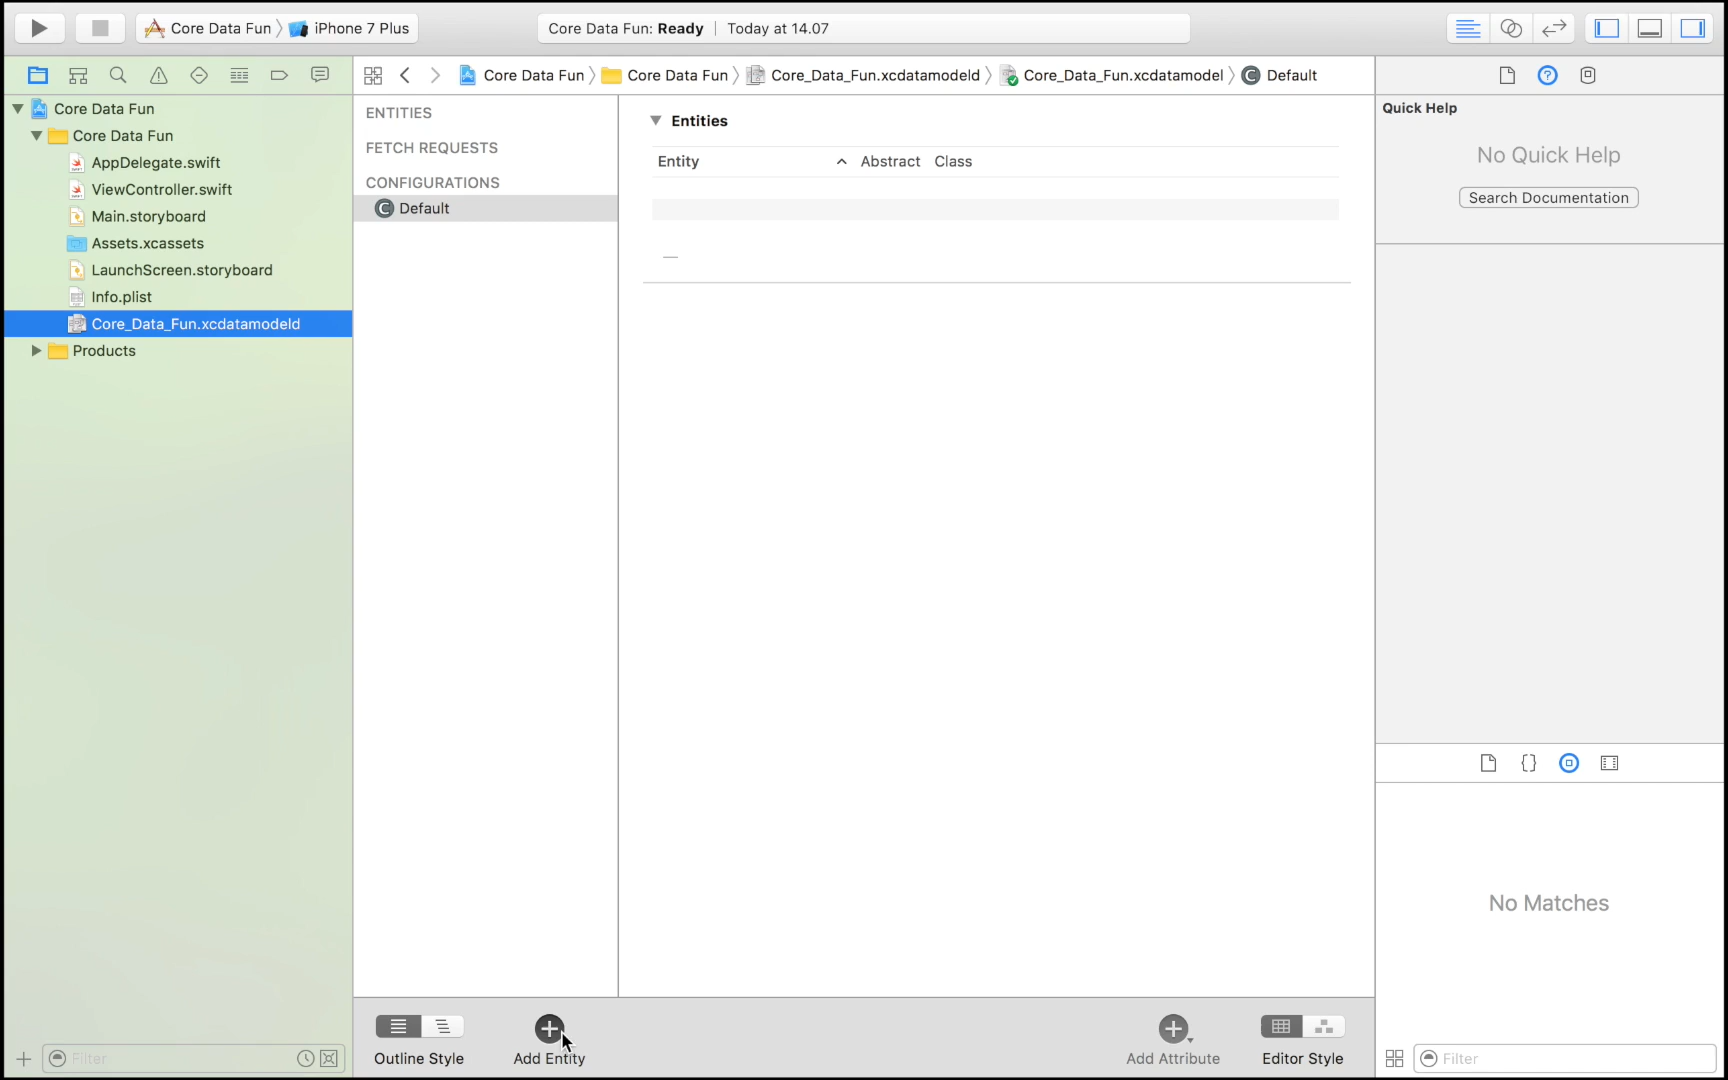 Core Data Fun iPhone 7 Plus
Core Data Fun: Ready Today at 14.07
Core Data Fun Core Data Fun Core_Data_Fun.xcdatamodeld Core_Data_Fun.xcdatamodel Default
Core Data Fun
Core Data Fun
AppDelegate.swift
ViewController.swift
Main.storyboard
Assets.xcassets
LaunchScreen.storyboard
Info.plist
Core_Data_Fun.xcdatamodeld
Products
Filter
ENTITIES
FETCH REQUESTS
CONFIGURATIONS
C Default
Entities
Entity Abstract Class
Outline Style Add Entity Add Attribute Editor Style
Quick Help
No Quick Help
Search Documentation
No Matches
Filter